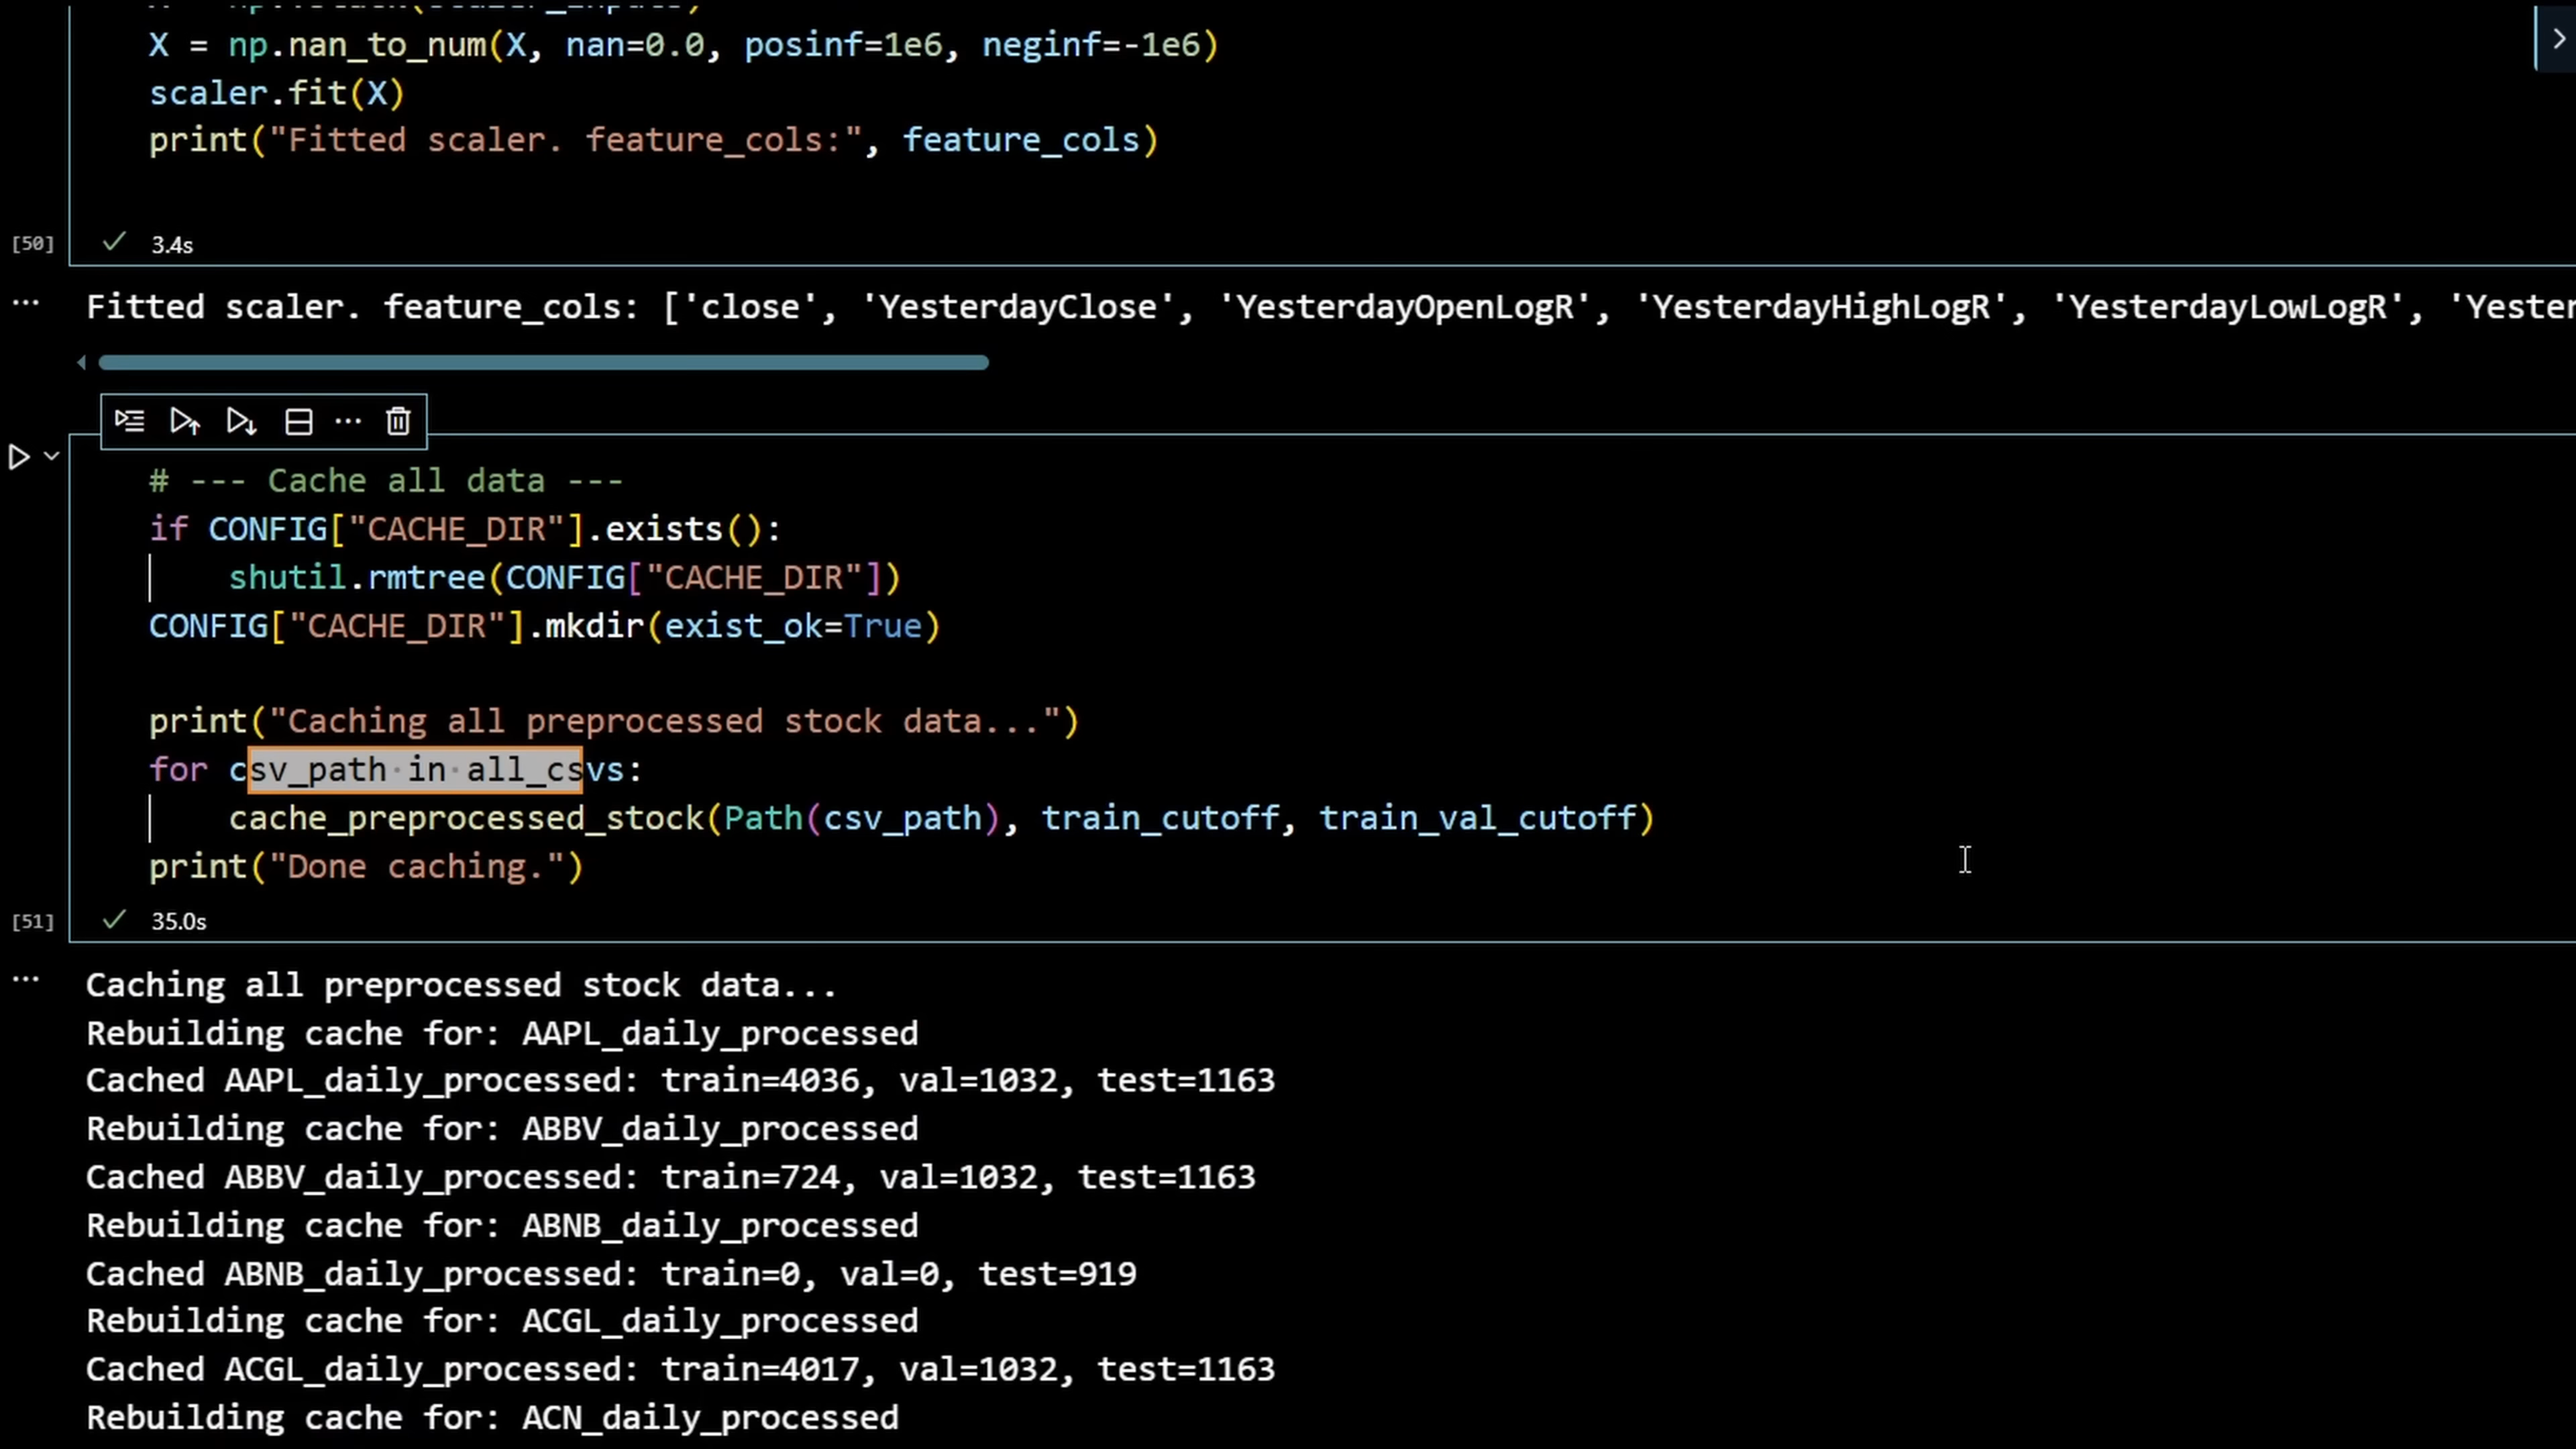 X = np.nan_to_num(X, nan=0.0, posinf=1e6, neginf=-1e6)
scaler.fit(X)
print("Fitted scaler. feature_cols:", feature_cols)
[50]
3.4s
Fitted scaler. feature_cols: ['close', 'YesterdayClose', 'YesterdayOpenLogR', 'YesterdayHighLogR', 'YesterdayLowLogR', 'Yester
# --- Cache all data ---
if CONFIG["CACHE_DIR"].exists():
    shutil.rmtree(CONFIG["CACHE_DIR"])
CONFIG["CACHE_DIR"].mkdir(exist_ok=True)
print("Caching all preprocessed stock data...")
for csv_path in all_csvs:
    cache_preprocessed_stock(Path(csv_path), train_cutoff, train_val_cutoff)
print("Done caching.")
[51]
35.0s
Caching all preprocessed stock data...
Rebuilding cache for: AAPL_daily_processed
Cached AAPL_daily_processed: train=4036, val=1032, test=1163
Rebuilding cache for: ABBV_daily_processed
Cached ABBV_daily_processed: train=724, val=1032, test=1163
Rebuilding cache for: ABNB_daily_processed
Cached ABNB_daily_processed: train=0, val=0, test=919
Rebuilding cache for: ACGL_daily_processed
Cached ACGL_daily_processed: train=4017, val=1032, test=1163
Rebuilding cache for: ACN_daily_processed